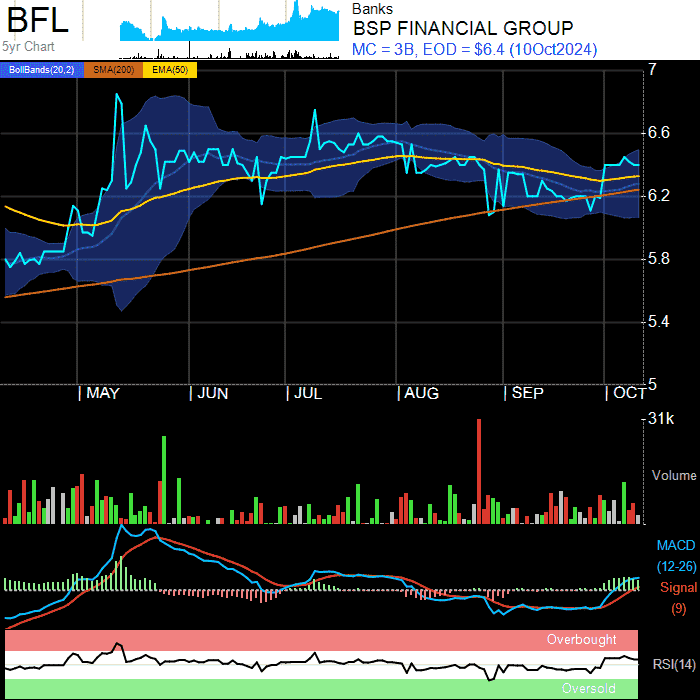 BFL
5yr Chart
Banks
BSP FINANCIAL GROUP
MC = 3B, EOD = $6.4 (10Oct2024)
BollBands(20,2) SMA(200) EMA(50)
7
6.6
6.2
5.8
5.4
5
| MAY | JUN | JUL | AUG | SEP | OCT
31k
Volume
MACD
(12-26)
Signal
(9)
Overbought
RSI(14)
Oversold